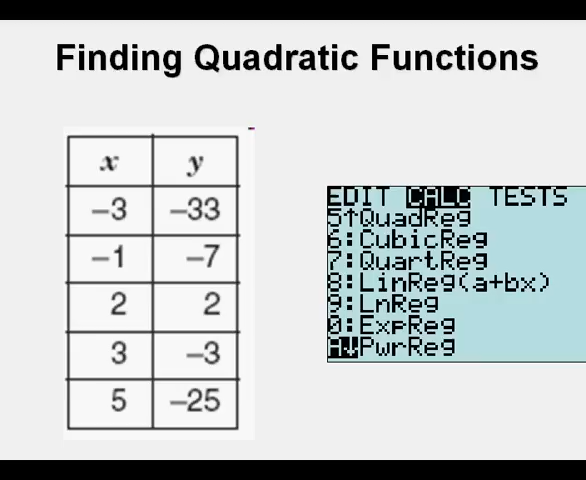 Finding Quadratic Functions
x y
−3 −33
−1 −7
2 2
3 −3
5 −25
EDIT CALC TESTS
5↑QuadReg
6:CubicReg
7:QuartReg
8:LinReg(a+bx)
9:LnReg
0:ExpReg
A↓PwrReg